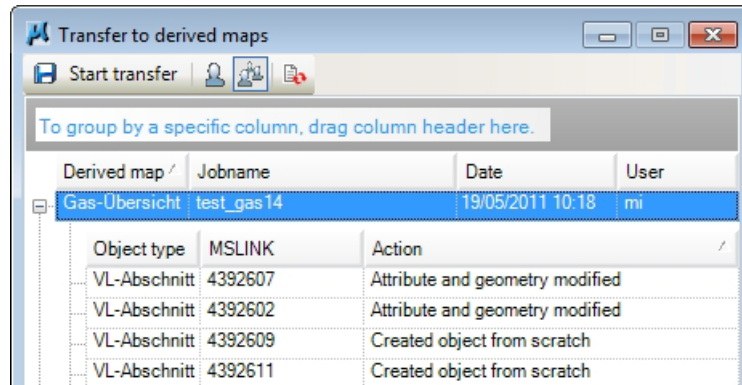 Transfer to derived maps
Start transfer
To group by a specific column, drag column header here.
Derived map Jobname Date User
Gas-Übersicht test_gas14 19/05/2011 10:18 mi
Object type MSLINK Action
VL-Abschnitt 4392607 Attribute and geometry modified
VL-Abschnitt 4392602 Attribute and geometry modified
VL-Abschnitt 4392609 Created object from scratch
VL-Abschnitt 4392611 Created object from scratch